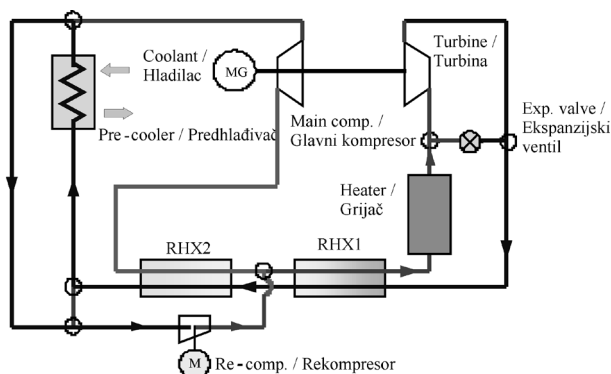 Coolant /
Hladilac
MG
Turbine /
Turbina
Pre-cooler / Predhlađivač
Main comp. /
Glavni kompresor
Exp. valve /
Ekspanzijski
ventil
Heater /
Grijač
RHX2
RHX1
M
Re-comp. / Rekompresor